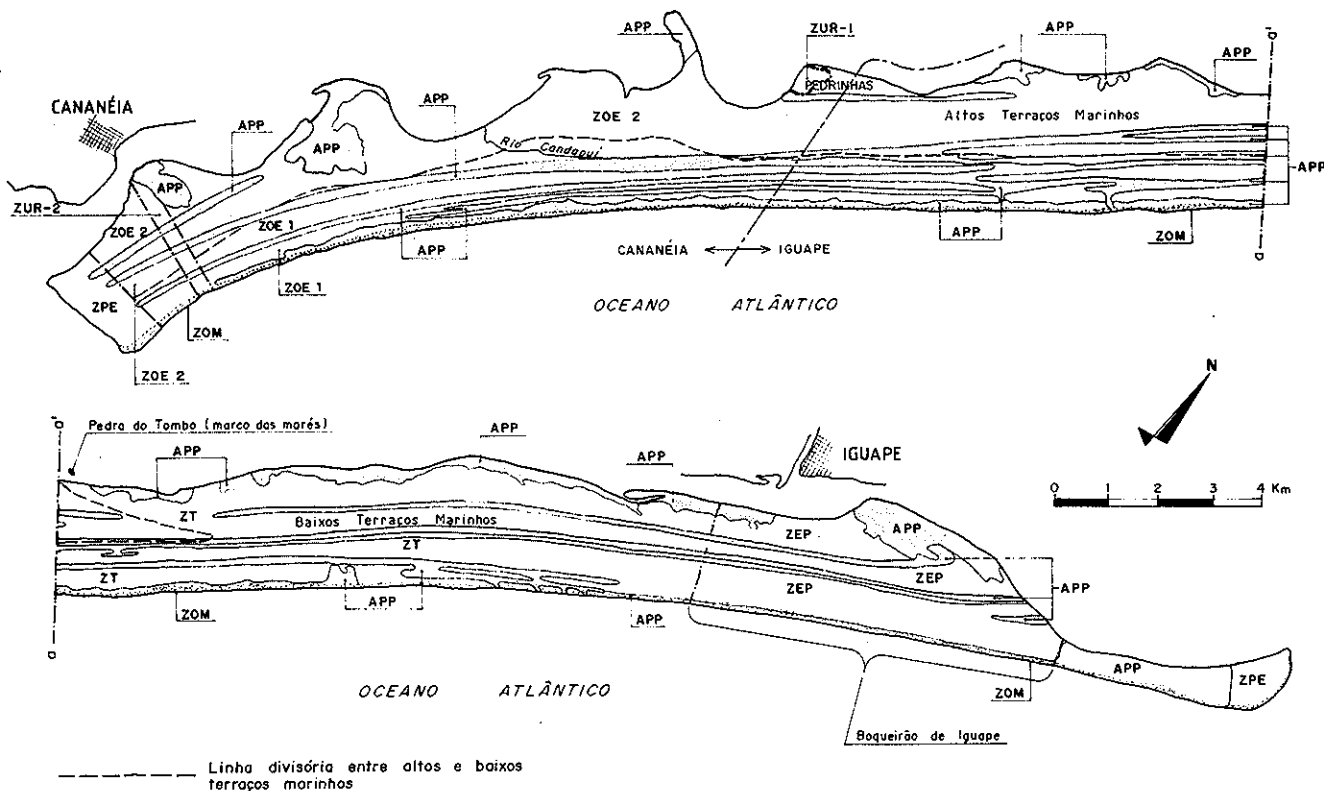 APP
ZUR-1
APP
D'
CANANÉIA
APP
APP
PEDRINHAS
ZOE 2
Altos Terraços Marinhos
Rio Candapuí
APP
APP
APP
ZUR-2
ZOE 2
ZOE 1
APP
APP
CANANÉIA
IGUAPE
ZOM
ZPE
ZOE 1
D
OCEANO ATLÂNTICO
ZOM
ZOE 2
N
D'
Pedra do Tombo (marco das marés)
APP
APP
APP
IGUAPE
0 1 2 3 4 Km
ZT
Baixos Terraços Marinhos
ZEP
APP
ZT
ZEP
ZT
ZEP
APP
APP
ZOM
APP
APP
ZPE
OCEANO ATLÂNTICO
ZOM
D
Boqueirão de Iguape
Linha divisória entre altos e baixos
terraços marinhos